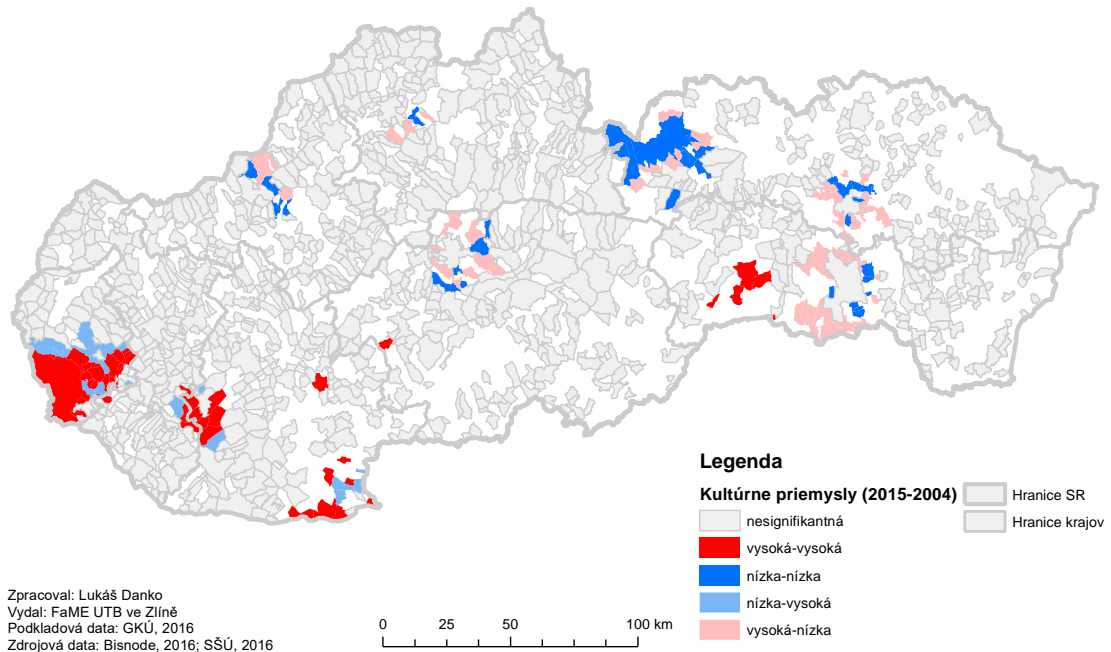 Legenda
Kultúrne priemysly (2015-2004)
nesignifikantná
vysoká-vysoká
nízka-nízka
nízka-vysoká
vysoká-nízka
Hranice SR
Hranice krajov
Zpracoval: Lukáš Danko
Vydal: FaME UTB ve Zlíně
Podkladová data: GKÚ, 2016
Zdrojová data: Bisnode, 2016; SŠÚ, 2016
0 25 50 100 km